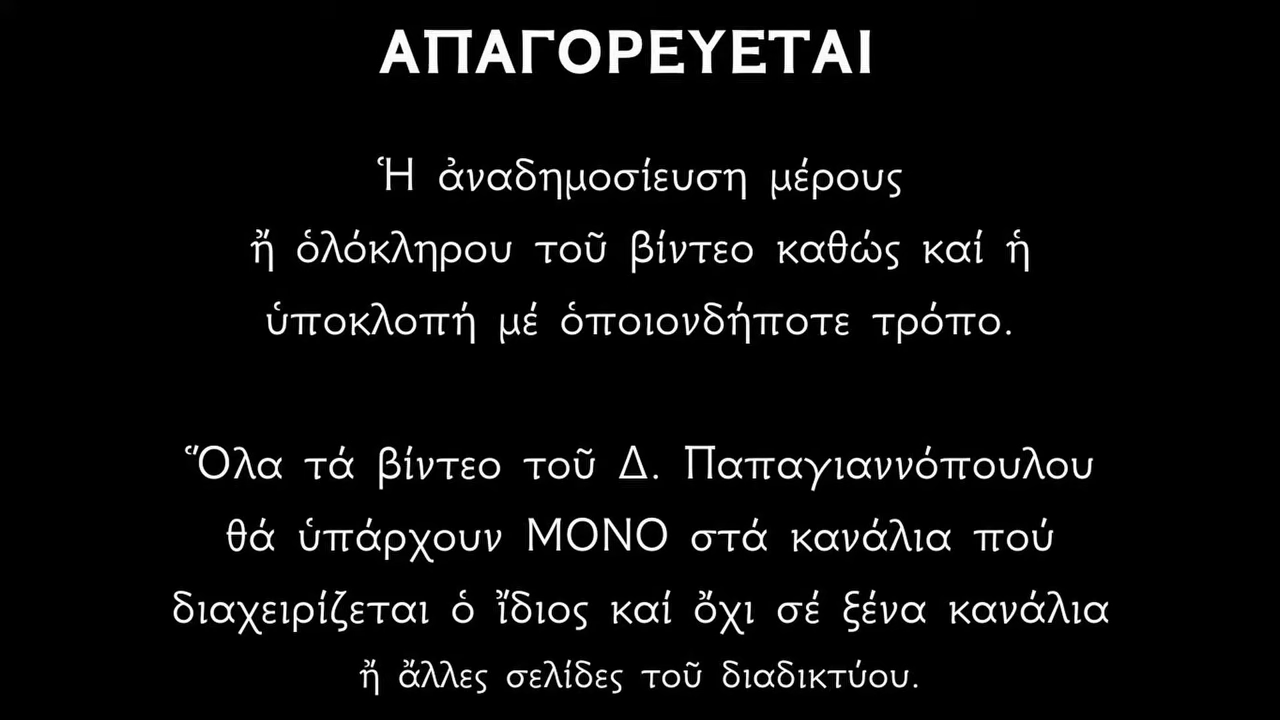 ΑΠΑΓΟΡΕΥΕΤΑΙ
Ἡ ἀναδημοσίευση μέρους
ἤ ὁλόκληρου τοῦ βίντεο καθώς καί ἡ
ὑποκλοπή μέ ὁποιονδήποτε τρόπο.
Ὅλα τά βίντεο τοῦ Δ. Παπαγιαννόπουλου
θά ὑπάρχουν ΜΟΝΟ στά κανάλια πού
διαχειρίζεται ὁ ἴδιος καί ὄχι σέ ξένα κανάλια
ἤ ἄλλες σελίδες τοῦ διαδικτύου.